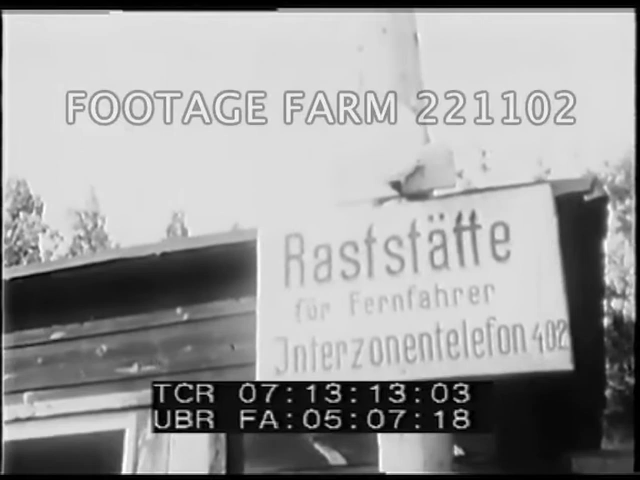 FOOTAGE FARM 221102
Raststätte
für Fernfahrer
Interzonentelefon 402
TCR 07:13:13:03
UBR FA:05:07:18